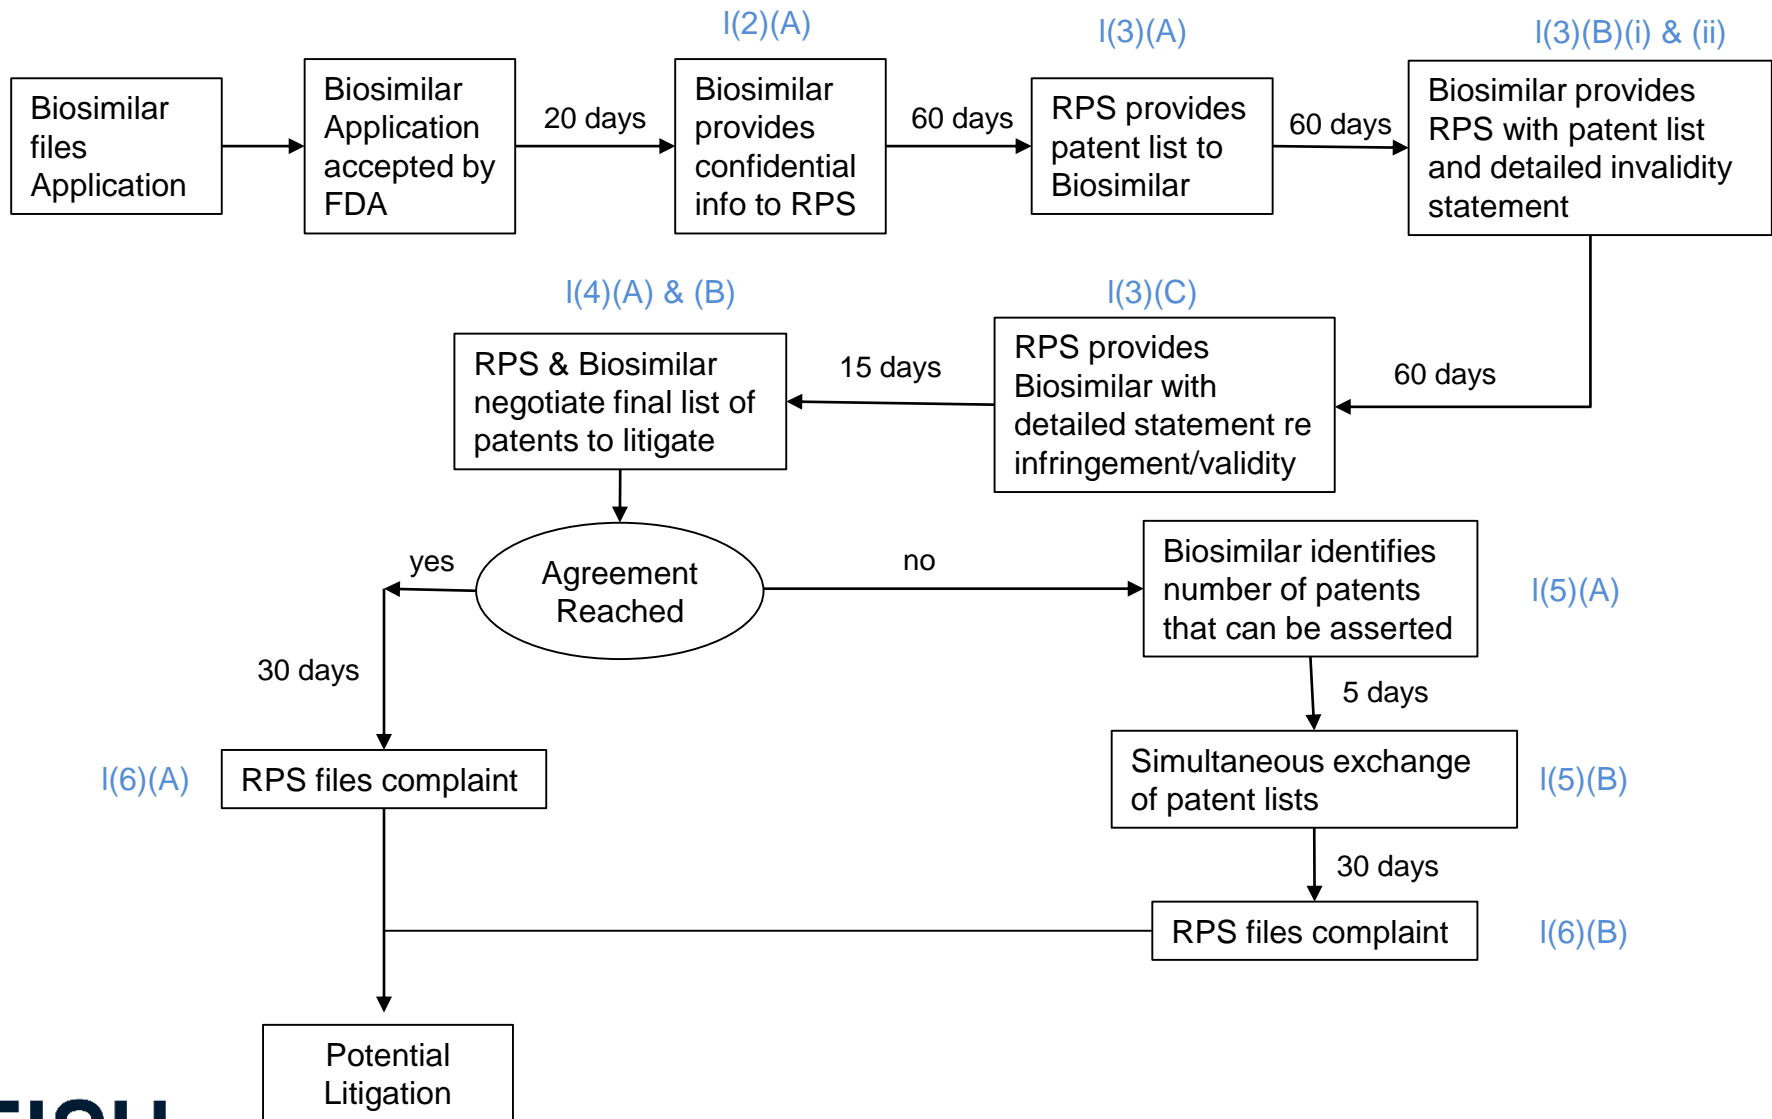 l(2)(A)
l(3)(A)
l(3)(B)(i) & (ii)
Biosimilar
files
Application
Biosimilar
Application
accepted by
FDA
20 days
Biosimilar
provides
confidential
info to RPS
60 days
RPS provides
patent list to
Biosimilar
60 days
Biosimilar provides
RPS with patent list
and detailed invalidity
statement
l(4)(A) & (B)
l(3)(C)
RPS & Biosimilar
negotiate final list of
patents to litigate
15 days
RPS provides
Biosimilar with
detailed statement re
infringement/validity
60 days
yes
Agreement
Reached
no
Biosimilar identifies
number of patents
that can be asserted
l(5)(A)
30 days
5 days
l(6)(A)
RPS files complaint
Simultaneous exchange
of patent lists
l(5)(B)
30 days
RPS files complaint
l(6)(B)
Potential
Litigation